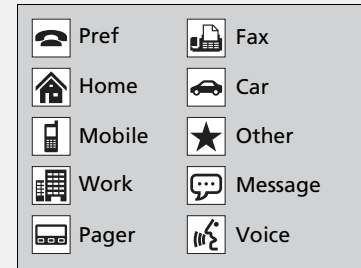 Pref
Fax
Home
Car
Mobile
Other
Work
Message
Pager
Voice